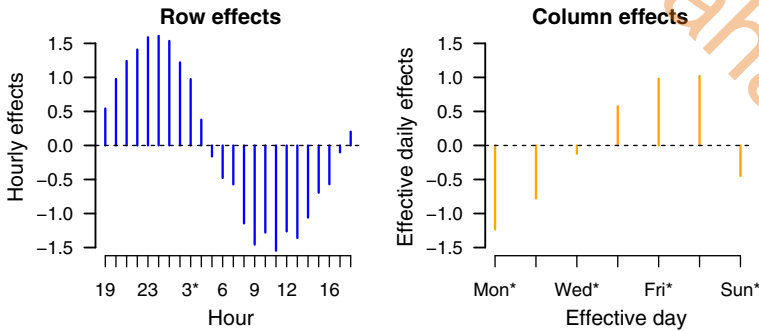 Row effects
Column effects
Hourly effects
1.5
1.0
0.5
0.0
−0.5
−1.0
−1.5
19 23 3* 6 9 12 16
Hour
Effective daily effects
1.5
1.0
0.5
0.0
−0.5
−1.0
−1.5
Mon* Wed* Fri* Sun*
Effective day